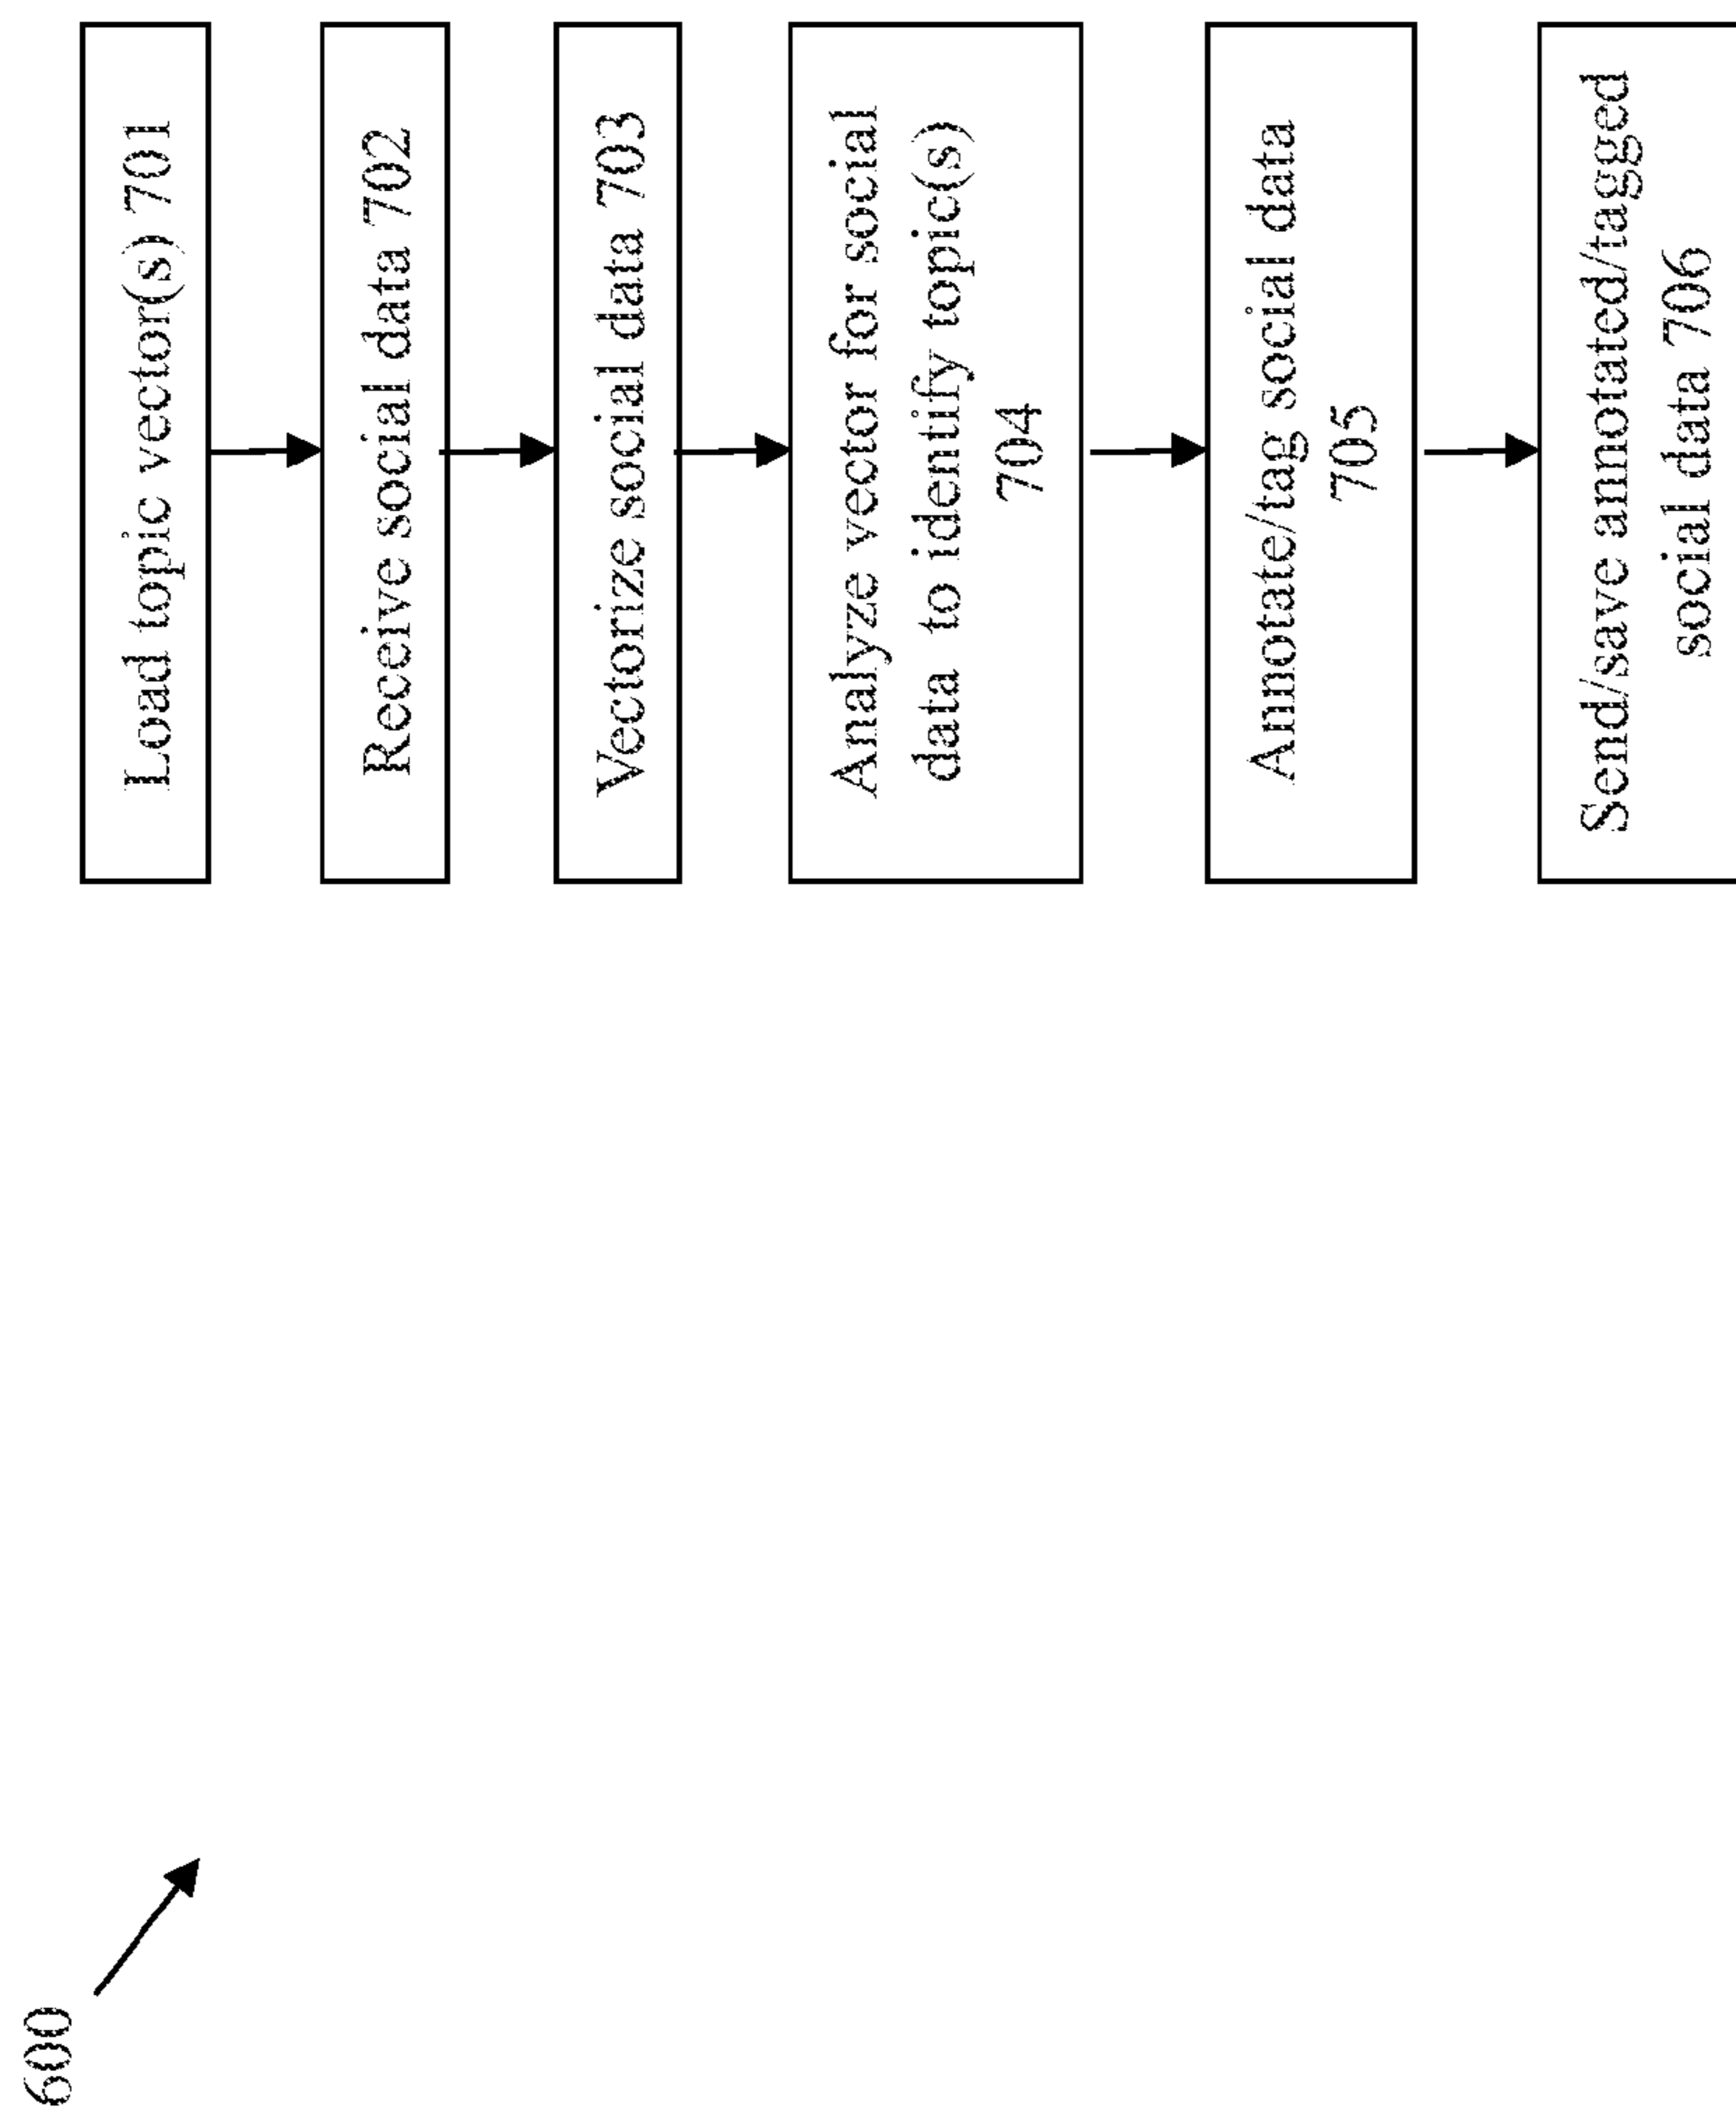 600
Load topic vector(s) 701
Receive social data 702
Vectorize social data 703
Analyze vector for social
data to identify topic(s)
704
Annotate/tag social data
705
Send/save annotated/tagged
social data 706